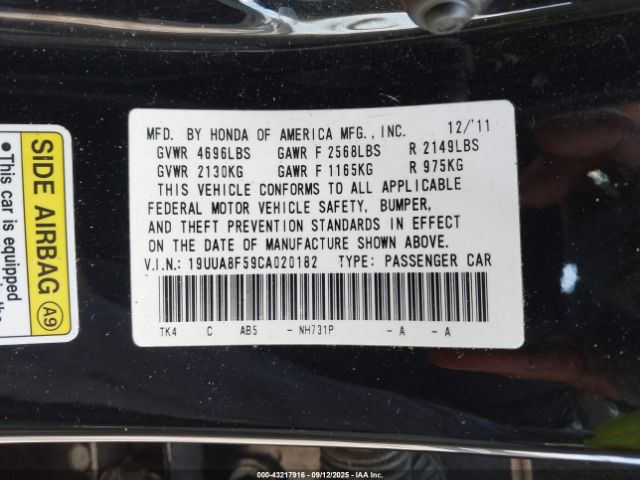 MFD. BY HONDA OF AMERICA MFG., INC. 12/'11
GVWR 4696LBS GAWR F 2568LBS R 2149LBS
GVWR 2130KG GAWR F 1165KG R 975KG
THIS VEHICLE CONFORMS TO ALL APPLICABLE
FEDERAL MOTOR VEHICLE SAFETY, BUMPER,
AND THEFT PREVENTION STANDARDS IN EFFECT
ON THE DATE OF MANUFACTURE SHOWN ABOVE.
V.I.N.: 19UUA8F59CA020182 TYPE: PASSENGER CAR
TK4 C AB5 - NH731P - A - A
SIDE AIRBAG A9
•This car is equipped
00-43217916 - 09/12/2025 - IAA Inc.